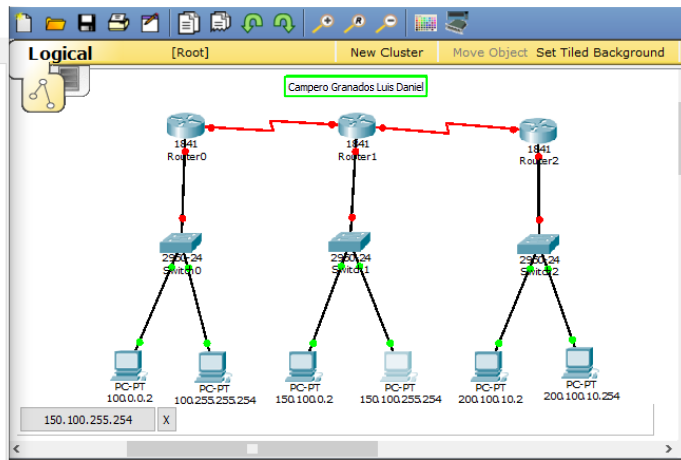 Logical
[Root]
New Cluster
Move Object
Set Tiled Background
Campero Granados Luis Daniel
1841
Router0
1841
Router1
1841
Router2
2950-24
Switch0
2950-24
Switch1
2950-24
Switch2
PC-PT
100.0.0.2
PC-PT
100.255.255.254
PC-PT
150.100.0.2
PC-PT
150.100.255.254
PC-PT
200.100.10.2
PC-PT
200.100.10.254
150.100.255.254
X